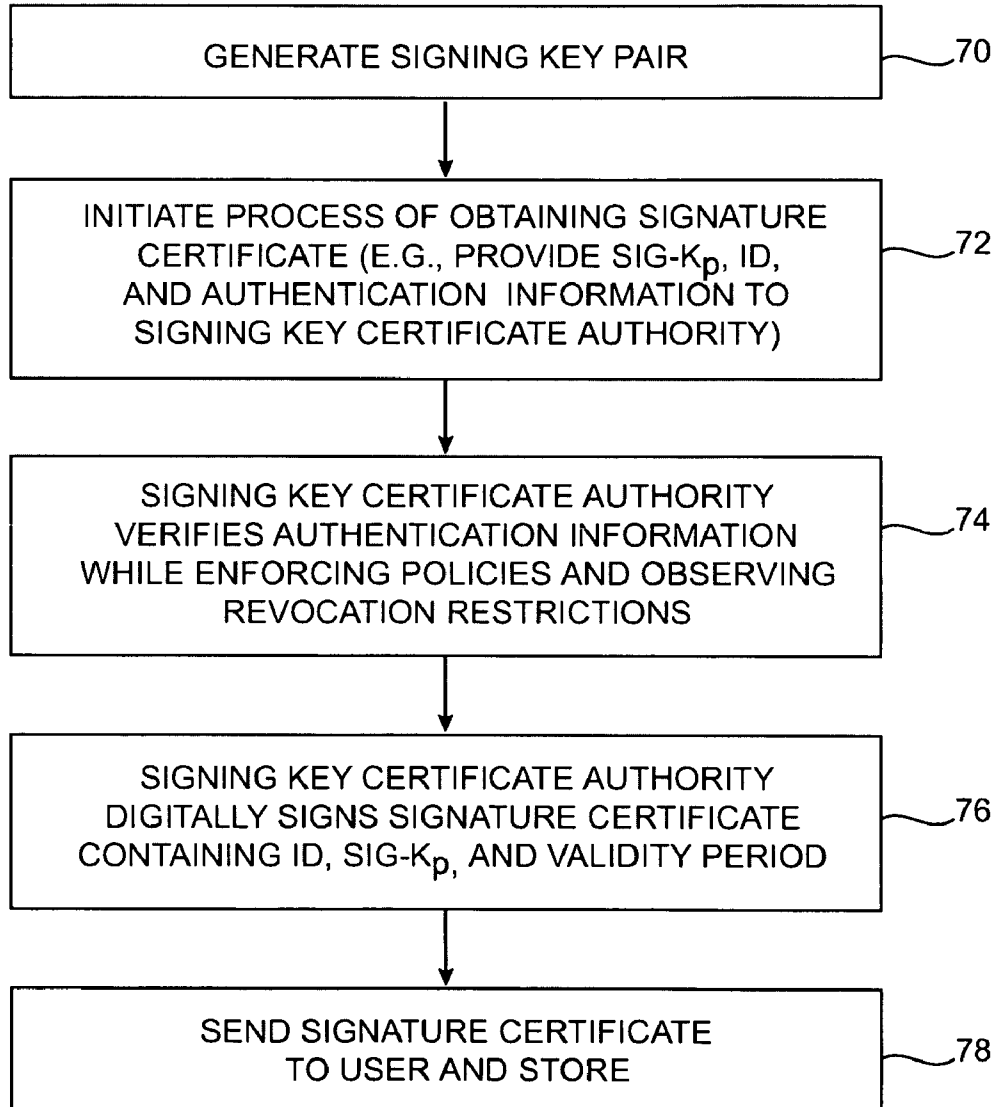 GENERATE SIGNING KEY PAIR
70
INITIATE PROCESS OF OBTAINING SIGNATURE
CERTIFICATE (E.G., PROVIDE SIG-Kp, ID,
AND AUTHENTICATION INFORMATION TO
SIGNING KEY CERTIFICATE AUTHORITY)
72
SIGNING KEY CERTIFICATE AUTHORITY
VERIFIES AUTHENTICATION INFORMATION
WHILE ENFORCING POLICIES AND OBSERVING
REVOCATION RESTRICTIONS
74
SIGNING KEY CERTIFICATE AUTHORITY
DIGITALLY SIGNS SIGNATURE CERTIFICATE
CONTAINING ID, SIG-Kp, AND VALIDITY PERIOD
76
SEND SIGNATURE CERTIFICATE
TO USER AND STORE
78